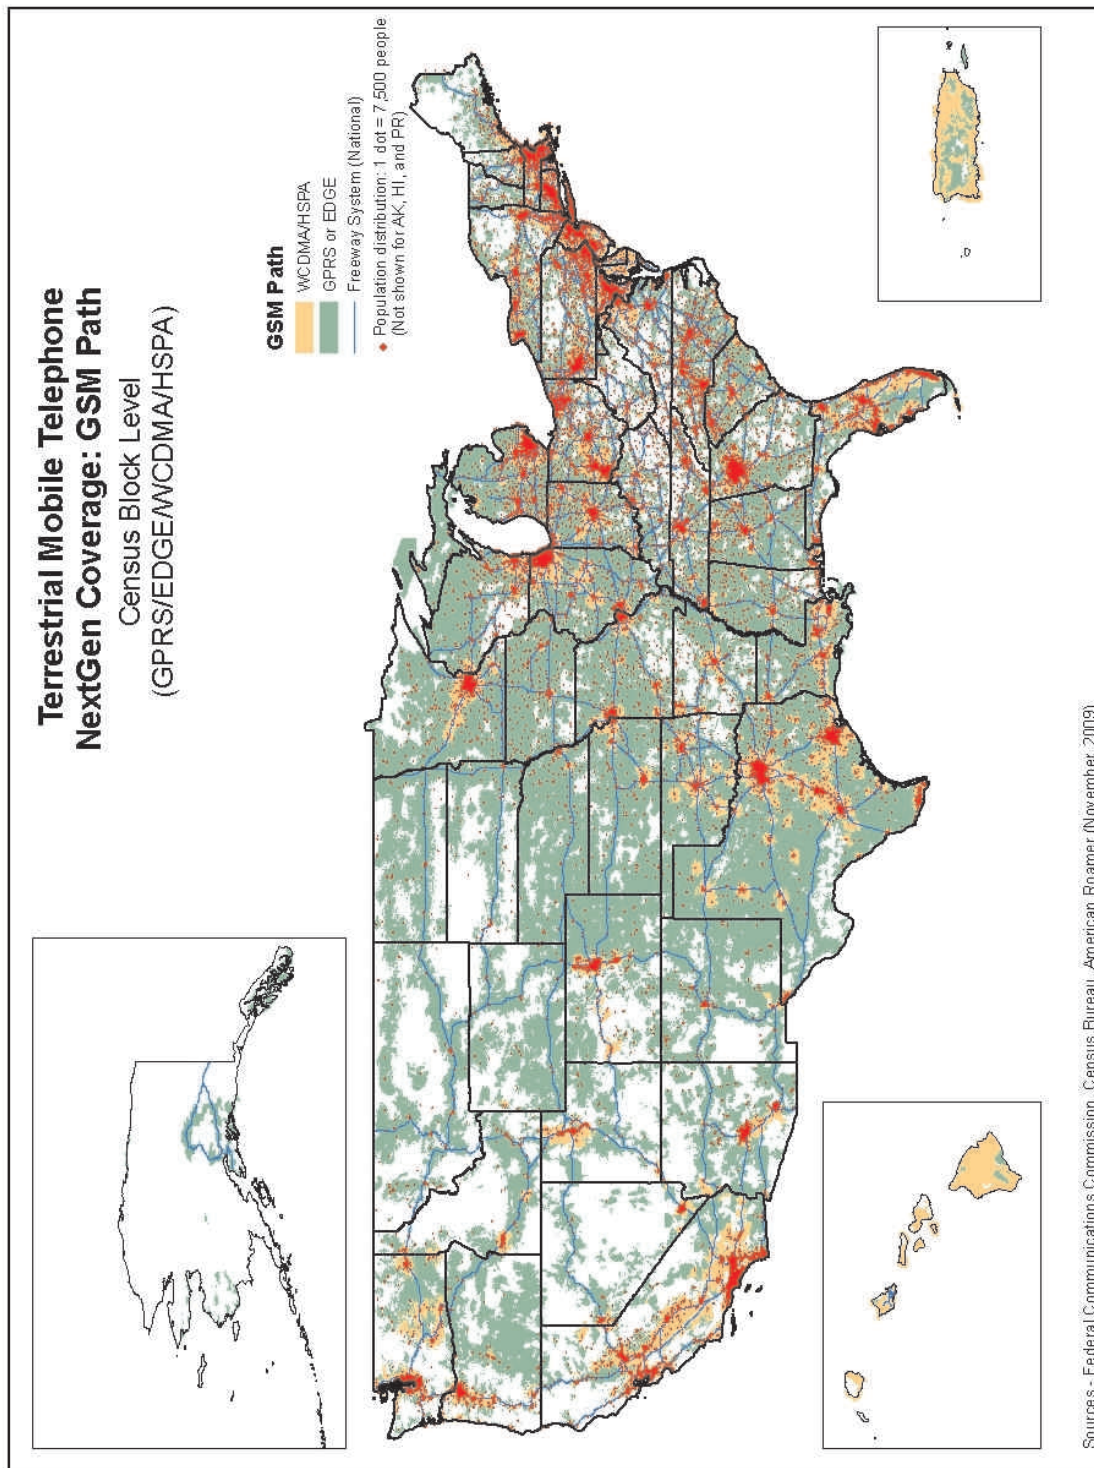 Terrestrial Mobile Telephone
NextGen Coverage: GSM Path
Census Block Level
(GPRS/EDGE/WCDMA/HSPA)
GSM Path
WCDMA/HSPA
GPRS or EDGE
Freeway System (National)
Population distribution: 1 dot = 7,500 people
(Not shown for AK, HI, and PR)
Sources - Federal Communications Commission, Census Bureau, American Roamer (November, 2009)